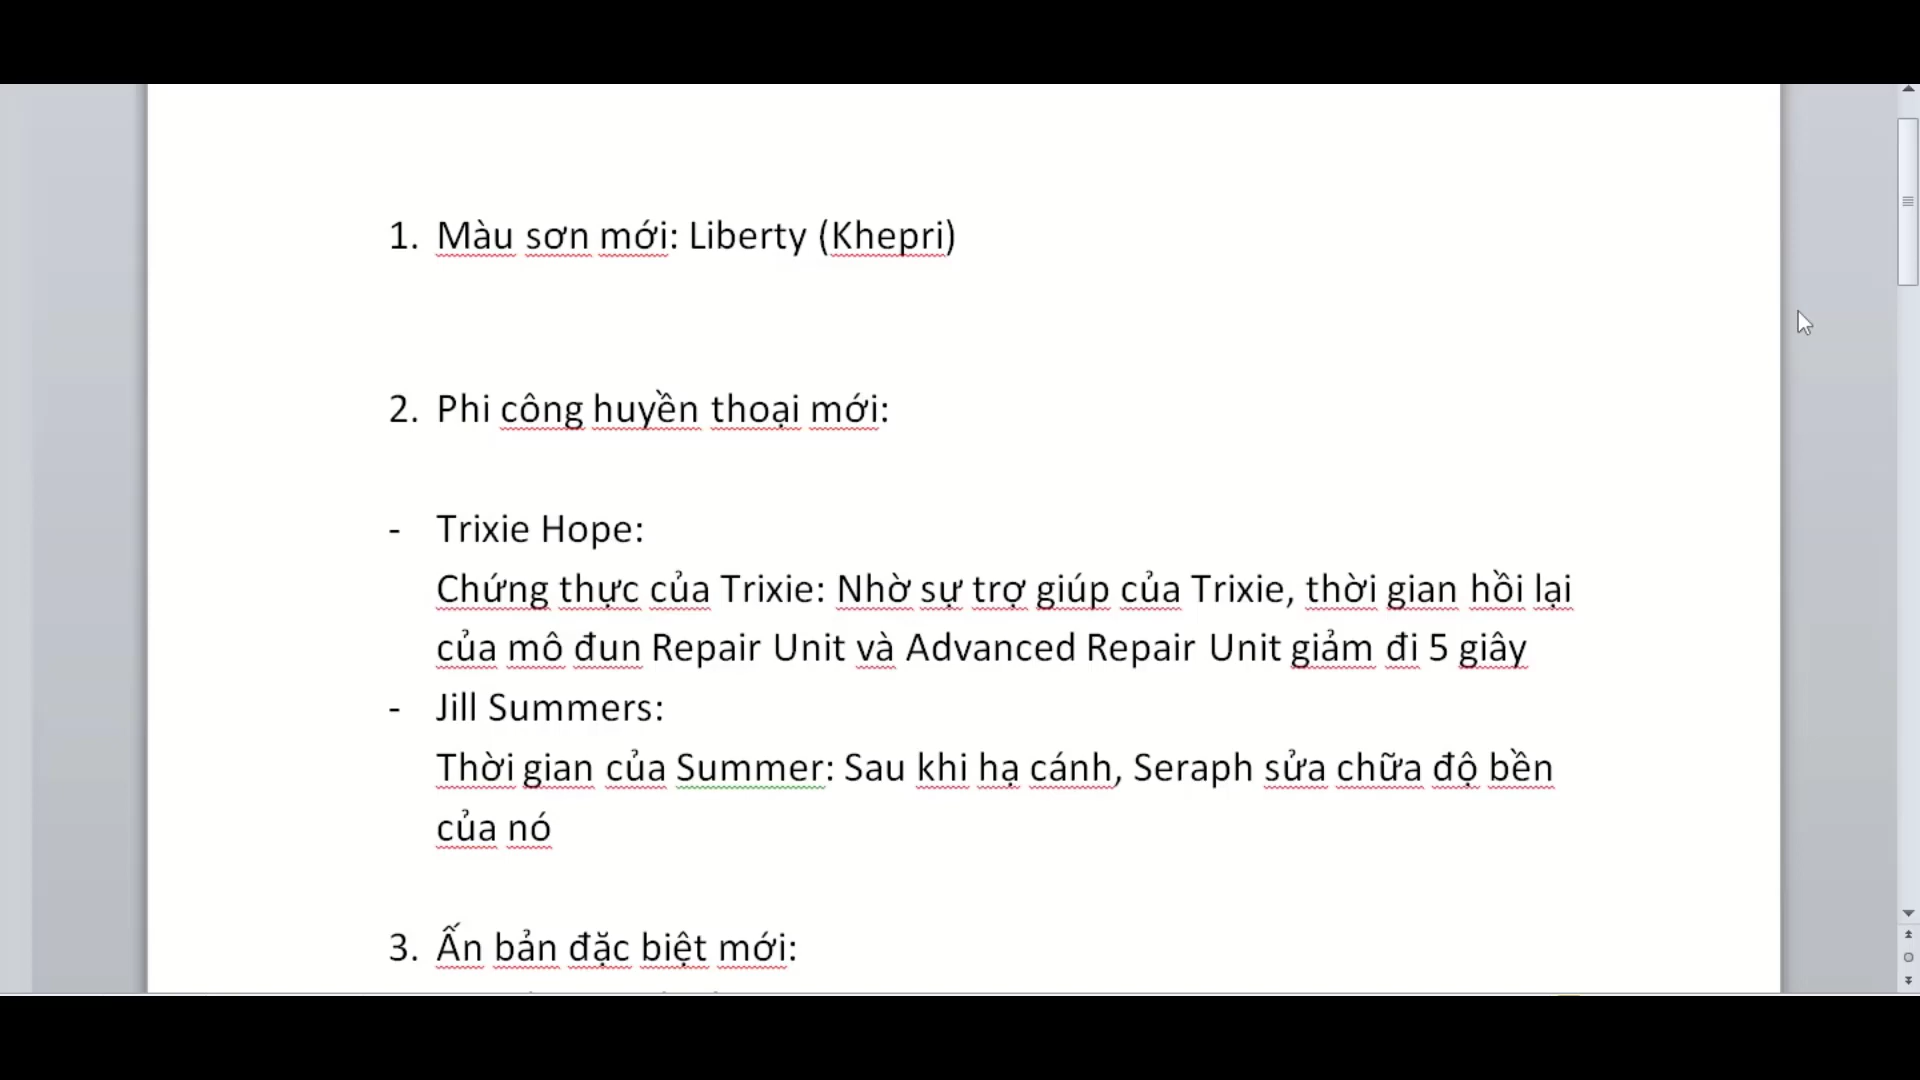 1. Màu sơn mới: Liberty (Khepri)
2. Phi công huyền thoại mới:
- Trixie Hope:
Chứng thực của Trixie: Nhờ sự trợ giúp của Trixie, thời gian hồi lại
của mô đun Repair Unit và Advanced Repair Unit giảm đi 5 giây
- Jill Summers:
Thời gian của Summer: Sau khi hạ cánh, Seraph sửa chữa độ bền
của nó
3. Ấn bản đặc biệt mới: